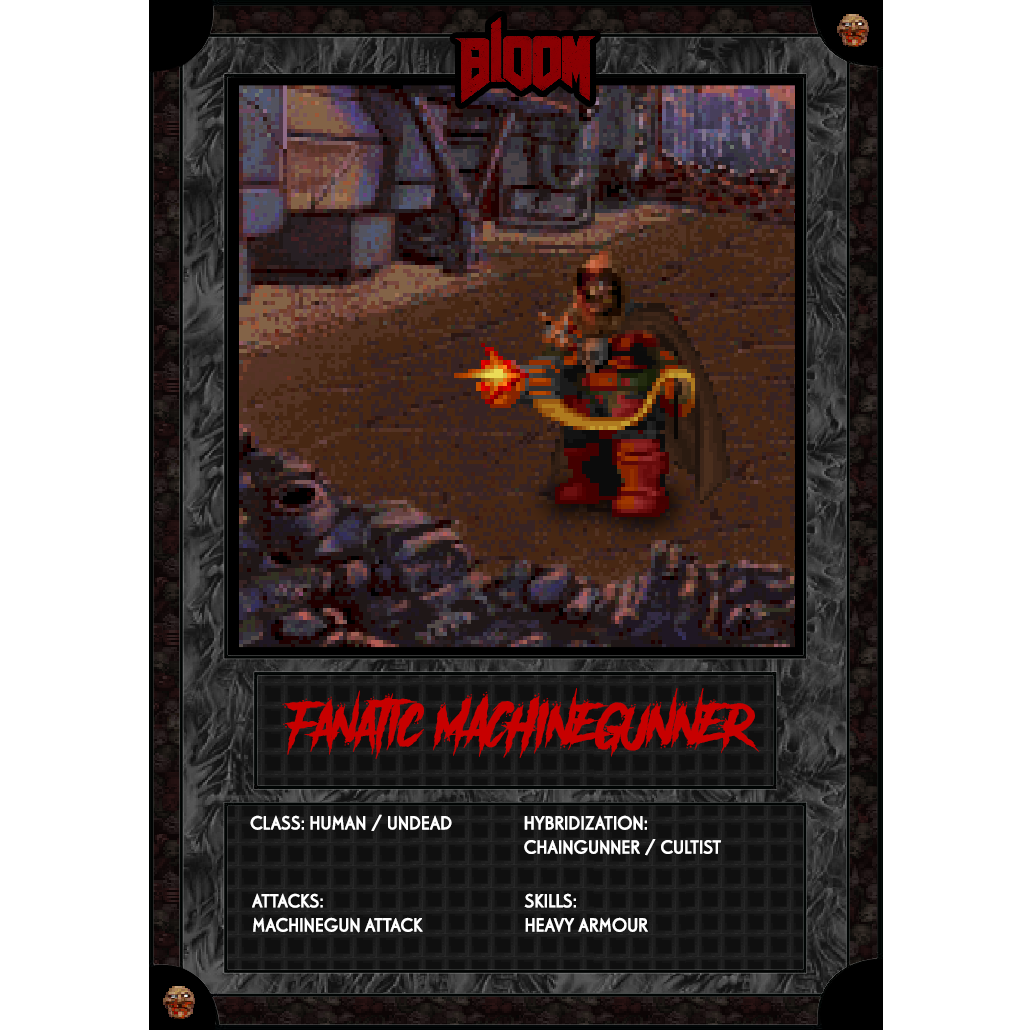 BLOOM
FANATIC MACHINEGUNNER
CLASS: HUMAN / UNDEAD
HYBRIDIZATION:
CHAINGUNNER / CULTIST
ATTACKS:
MACHINEGUN ATTACK
SKILLS:
HEAVY ARMOUR